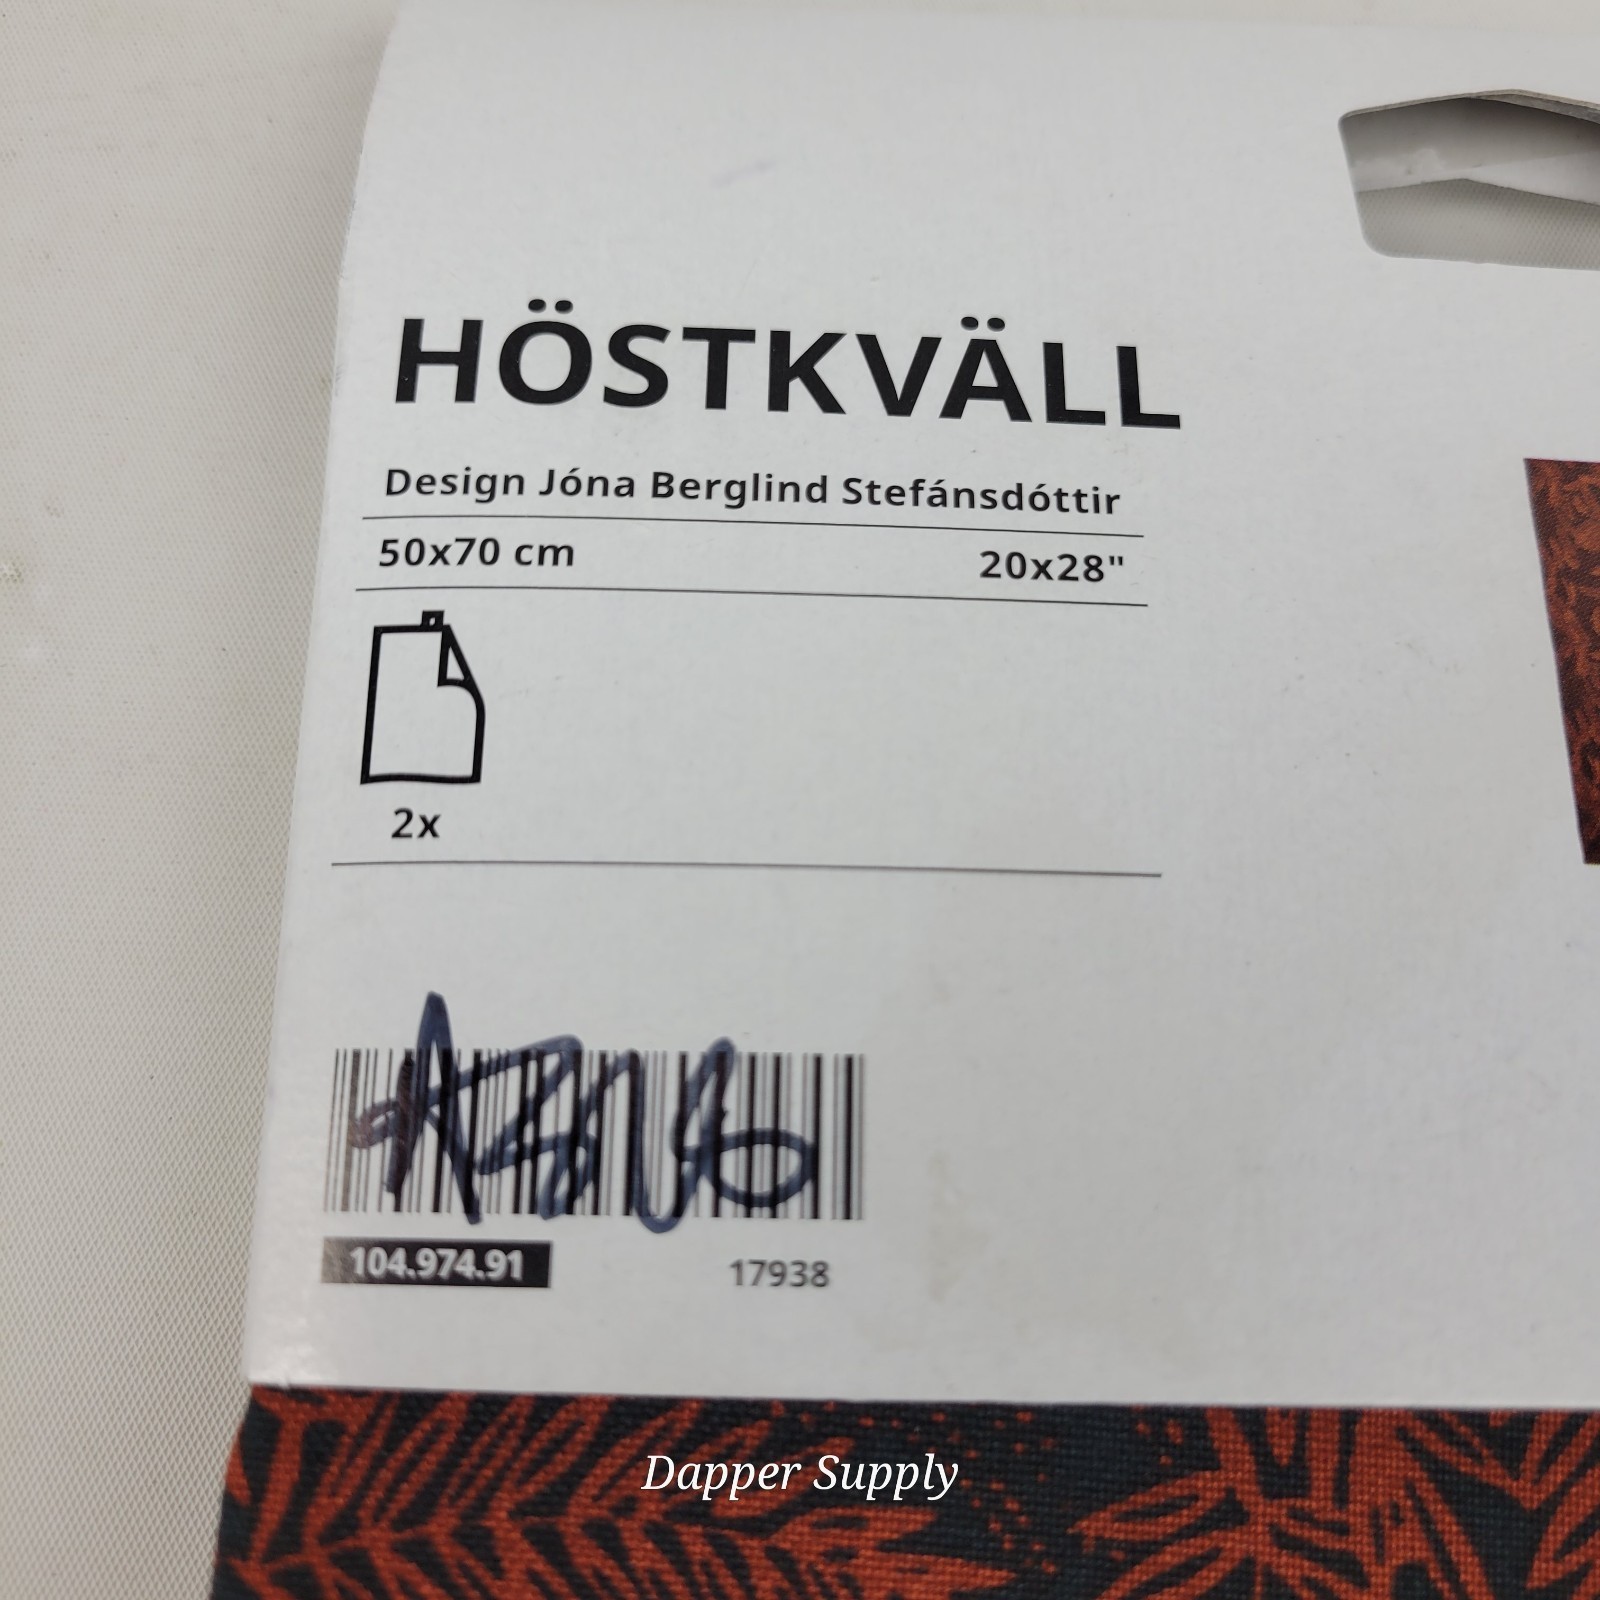 HÖSTKVÄLL
Design Jóna Berglind Stefánsdóttir
50x70 cm 20x28"
2x
104.974.91 17938
Dapper Supply